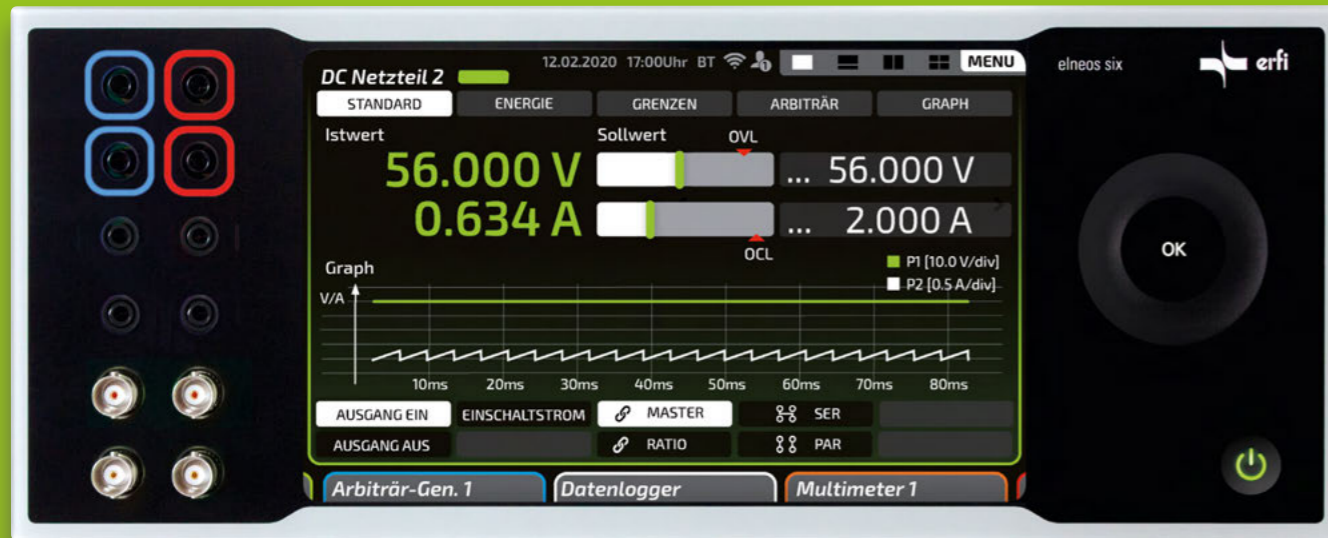 12.02.2020 17:00Uhr BT 1 MENU
DC Netzteil 2
STANDARD ENERGIE GRENZEN ARBITRÄR GRAPH
Istwert Sollwert OVL
56.000 V ... 56.000 V
0.634 A ... 2.000 A
OCL
Graph P1 [10.0 V/div]
V/A P2 [0.5 A/div]
10ms 20ms 30ms 40ms 50ms 60ms 70ms 80ms
AUSGANG EIN EINSCHALTSTROM MASTER SER
AUSGANG AUS RATIO PAR
Arbiträr-Gen. 1 Datenlogger Multimeter 1
elneos six erfi
OK